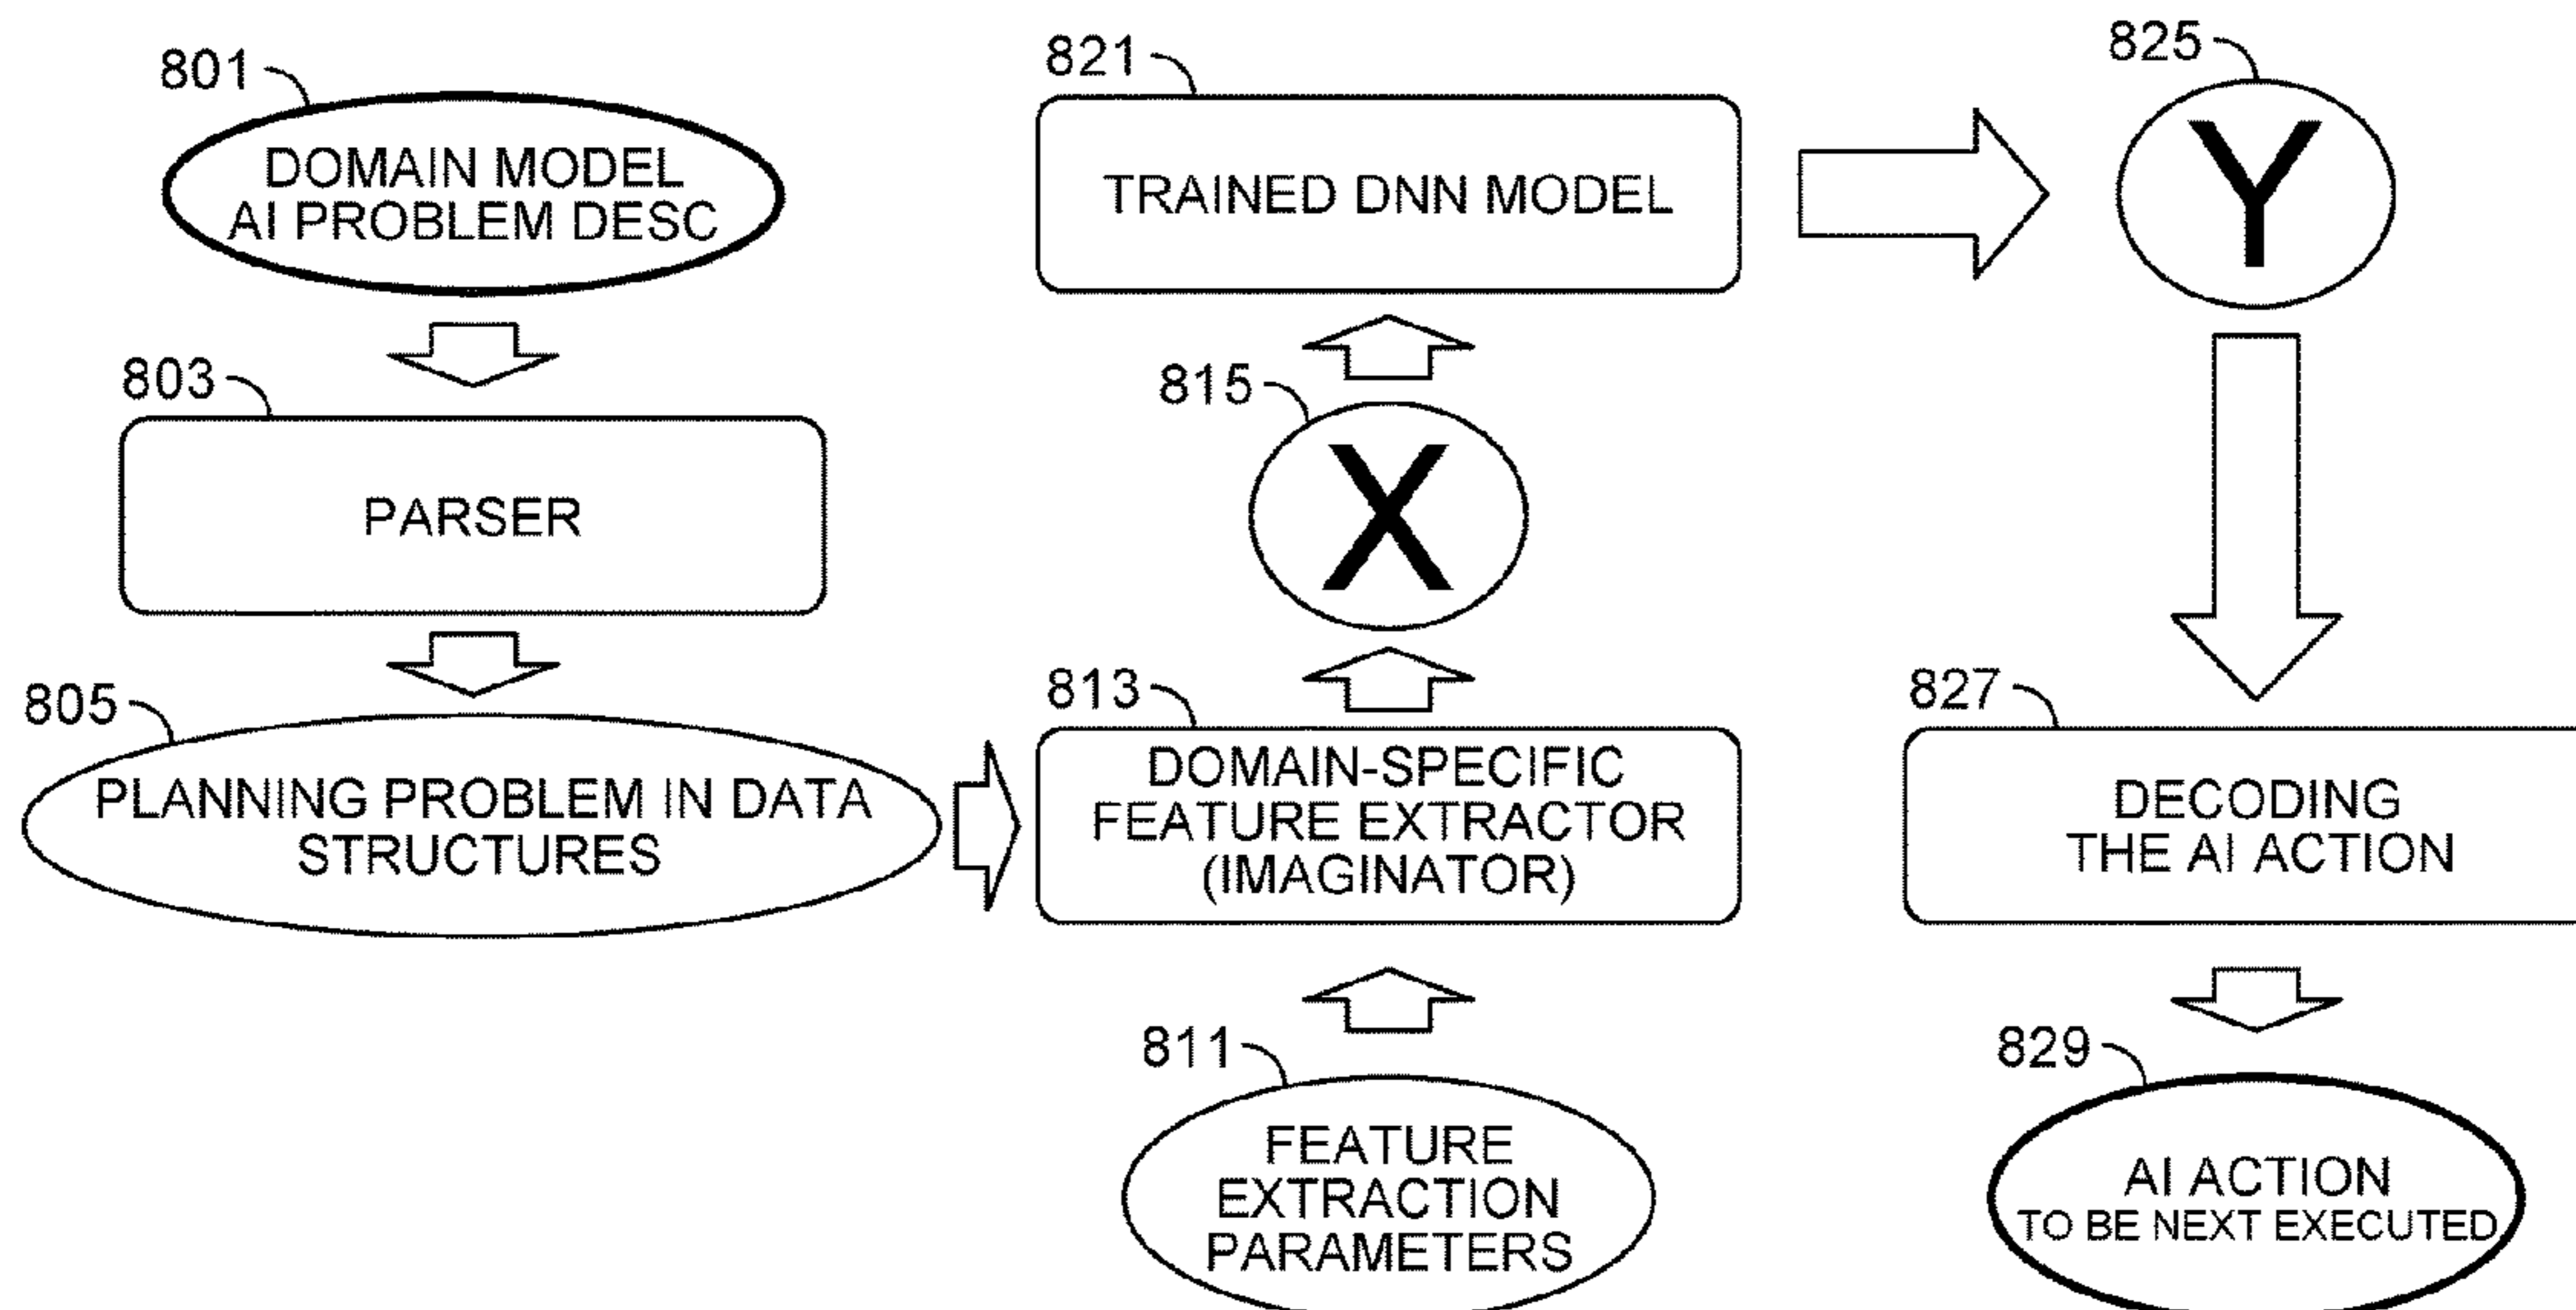 801
DOMAIN MODEL
AI PROBLEM DESC
803
PARSER
805
PLANNING PROBLEM IN DATA
STRUCTURES
821
TRAINED DNN MODEL
815
X
813
DOMAIN-SPECIFIC
FEATURE EXTRACTOR
(IMAGINATOR)
811
FEATURE
EXTRACTION
PARAMETERS
825
Y
827
DECODING
THE AI ACTION
829
AI ACTION
TO BE NEXT EXECUTED